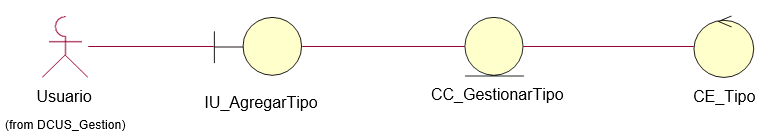 Usuario
(from DCUS_Gestion)
IU_AgregarTipo
CC_GestionarTipo
CE_Tipo